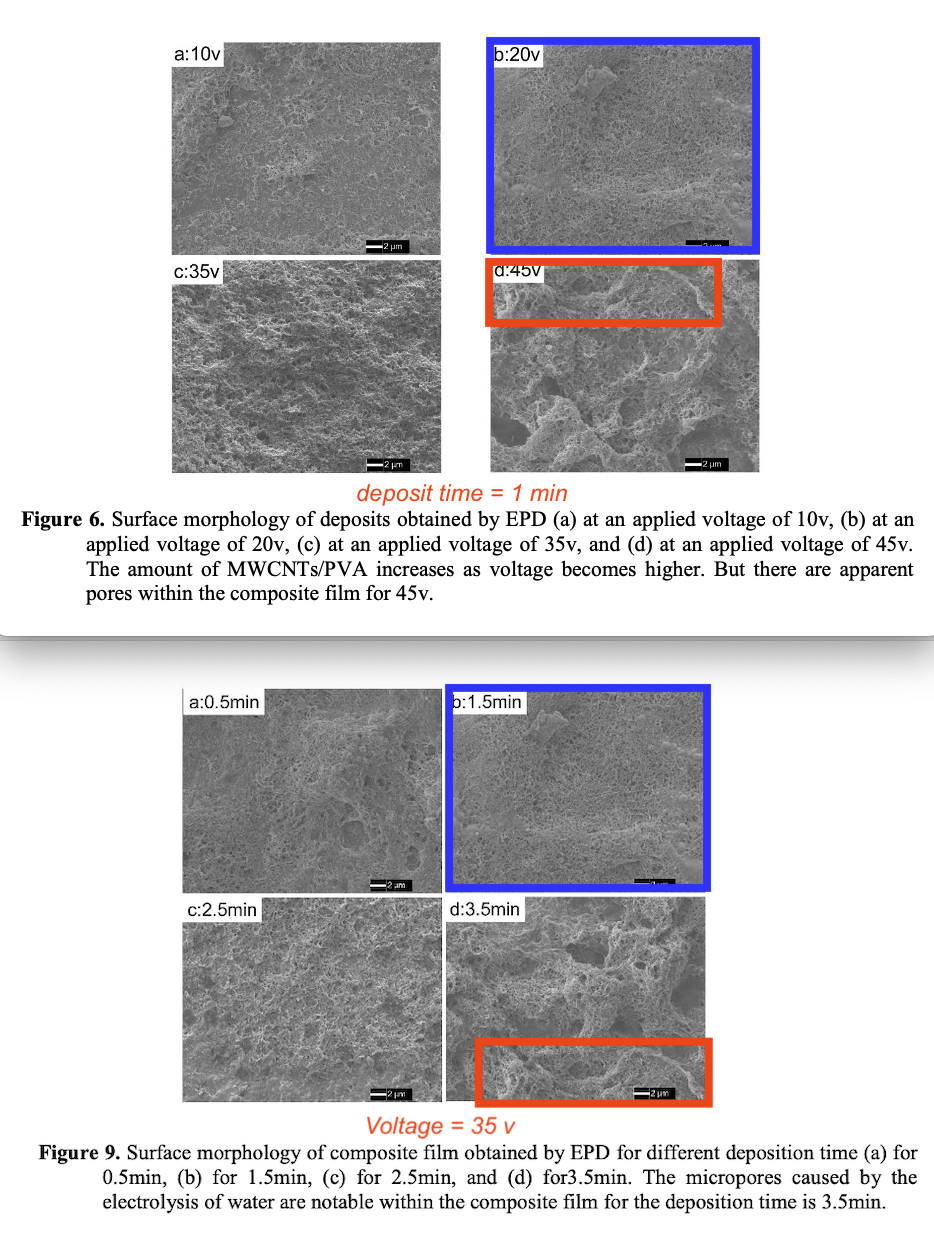 a:10v
b:20v
2 µm
2 µm
c:35v
d:45v
2 µm
2 µm
deposit time = 1 min
Figure 6. Surface morphology of deposits obtained by EPD (a) at an applied voltage of 10v, (b) at an
applied voltage of 20v, (c) at an applied voltage of 35v, and (d) at an applied voltage of 45v.
The amount of MWCNTs/PVA increases as voltage becomes higher. But there are apparent
pores within the composite film for 45v.
a:0.5min
b:1.5min
2 µm
c:2.5min
d:3.5min
2 µm
2 µm
Voltage = 35 v
Figure 9. Surface morphology of composite film obtained by EPD for different deposition time (a) for
0.5min, (b) for 1.5min, (c) for 2.5min, and (d) for3.5min. The micropores caused by the
electrolysis of water are notable within the composite film for the deposition time is 3.5min.